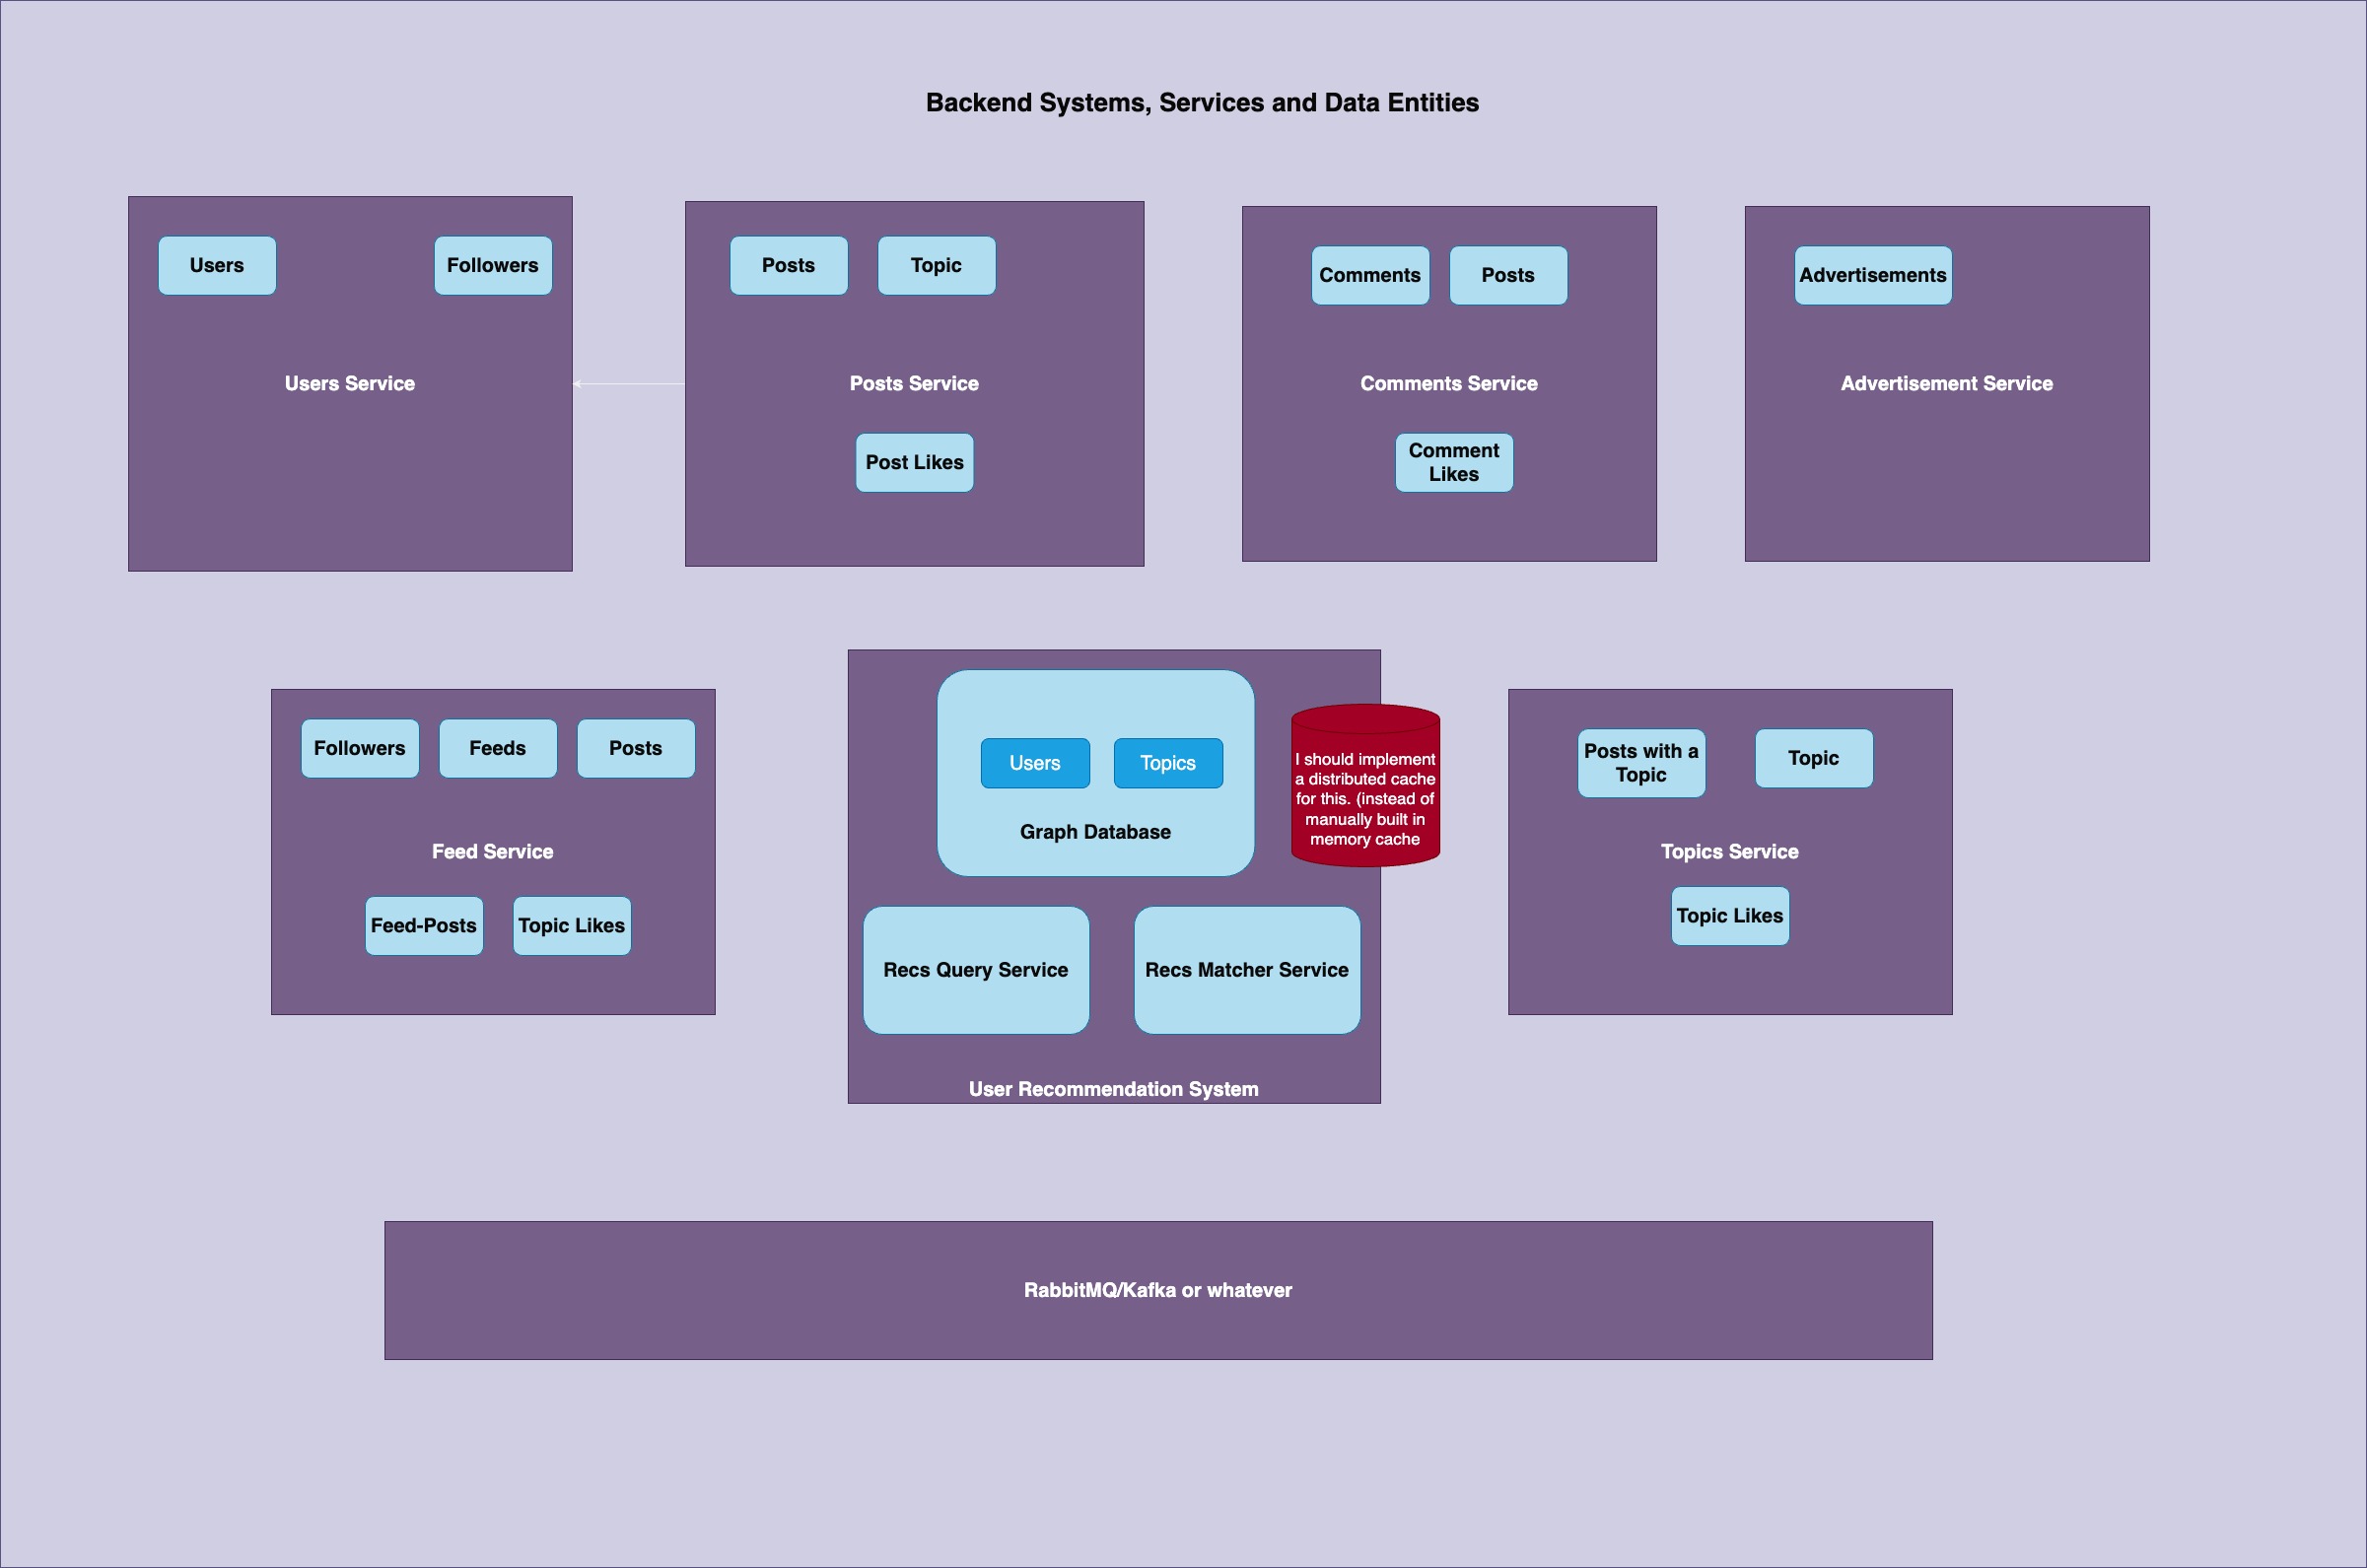 Backend Systems, Services and Data Entities
Users
Followers
Users Service
Posts
Topic
Posts Service
Post Likes
Comments
Posts
Comments Service
Comment
Likes
Advertisements
Advertisement Service
Followers
Feeds
Posts
Feed Service
Feed-Posts
Topic Likes
Users
Topics
Graph Database
I should implement
a distributed cache
for this. (instead of
manually built in
memory cache
Recs Query Service
Recs Matcher Service
User Recommendation System
Posts with a
Topic
Topic
Topics Service
Topic Likes
RabbitMQ/Kafka or whatever